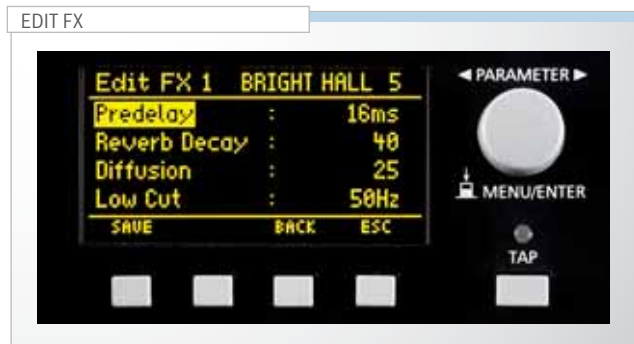 EDIT FX
Edit FX 1 BRIGHT HALL 5
Predelay : 16ms
Reverb Decay : 40
Diffusion : 25
Low Cut : 50Hz
SAVE BACK ESC
◄ PARAMETER ►
MENU/ENTER
TAP